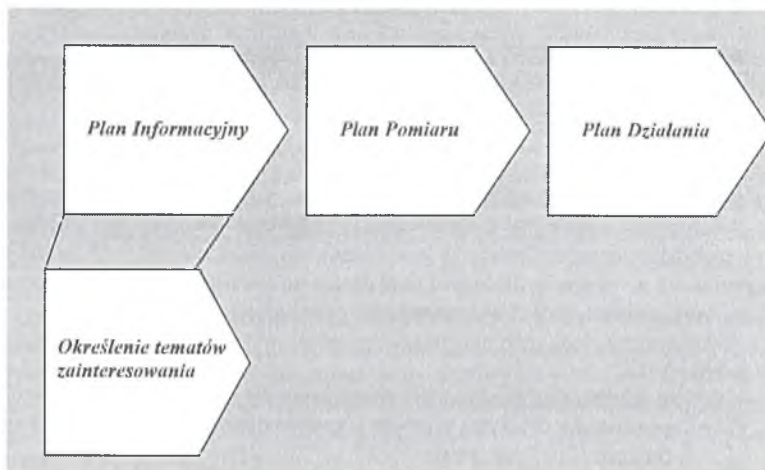 Plan Informacyjny
Plan Pomiaru
Plan Działania
Określenie tematów
zainteresowania